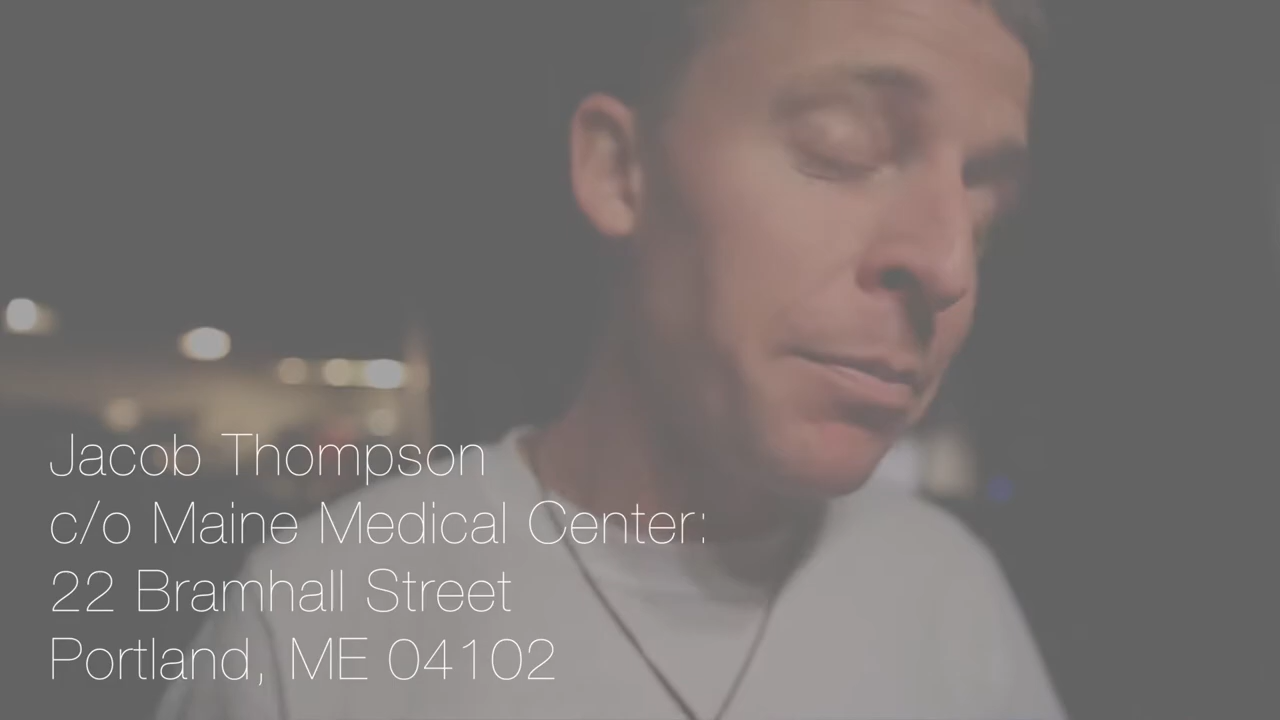 Jacob Thompson
c/o Maine Medical Center:
22 Bramhall Street
Portland, ME 04102